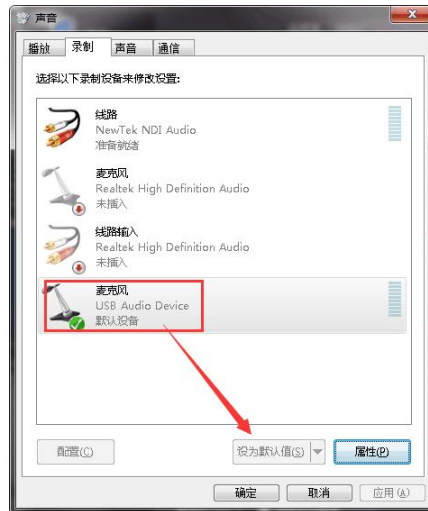 声音
播放 录制 声音 通信
选择以下录制设备来修改设置:
线路
NewTek NDI Audio
准备就绪
麦克风
Realtek High Definition Audio
未插入
线路输入
Realtek High Definition Audio
未插入
麦克风
USB Audio Device
默认设备
配置(C) 设为默认值(S) 属性(P)
确定 取消 应用(A)